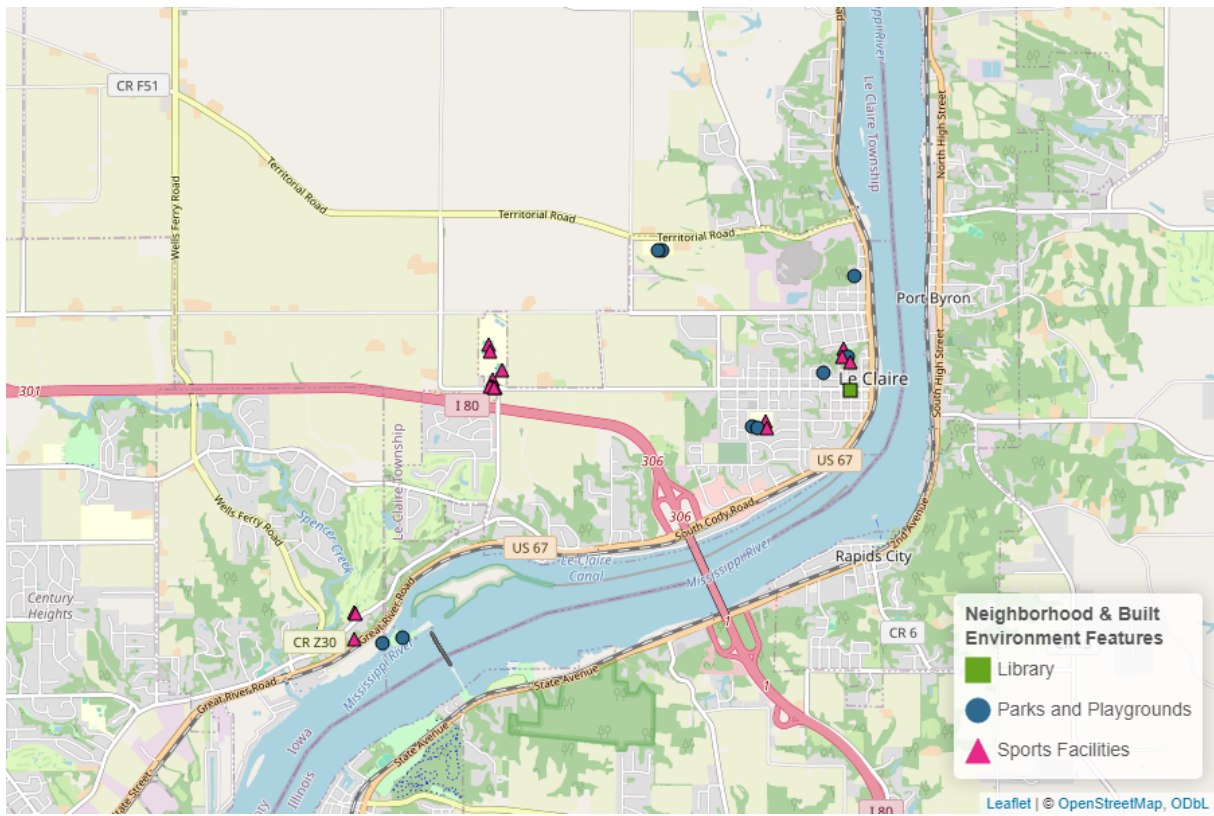 Mississippi River
Le Claire Township
North High Street
CR F51
Territorial Road
Wells Ferry Road
Territorial Road
Territorial Road
Port Byron
South High Street
301
I 80
Le Claire
306
US 67
Le Claire Township
Wells Ferry Road
Spencer Creek
306
South Cody Road
2nd Avenue
US 67
Le Claire
Canal
Mississippi River
Rapids City
Century
Heights
Great River Road
1
CR Z30
CR 6
Mississippi River
Great River Road
State Avenue
1
State Avenue
Iowa
Illinois
I 80
Neighborhood & Built
Environment Features
Library
Parks and Playgrounds
Sports Facilities
Leaflet | © OpenStreetMap, ODbL